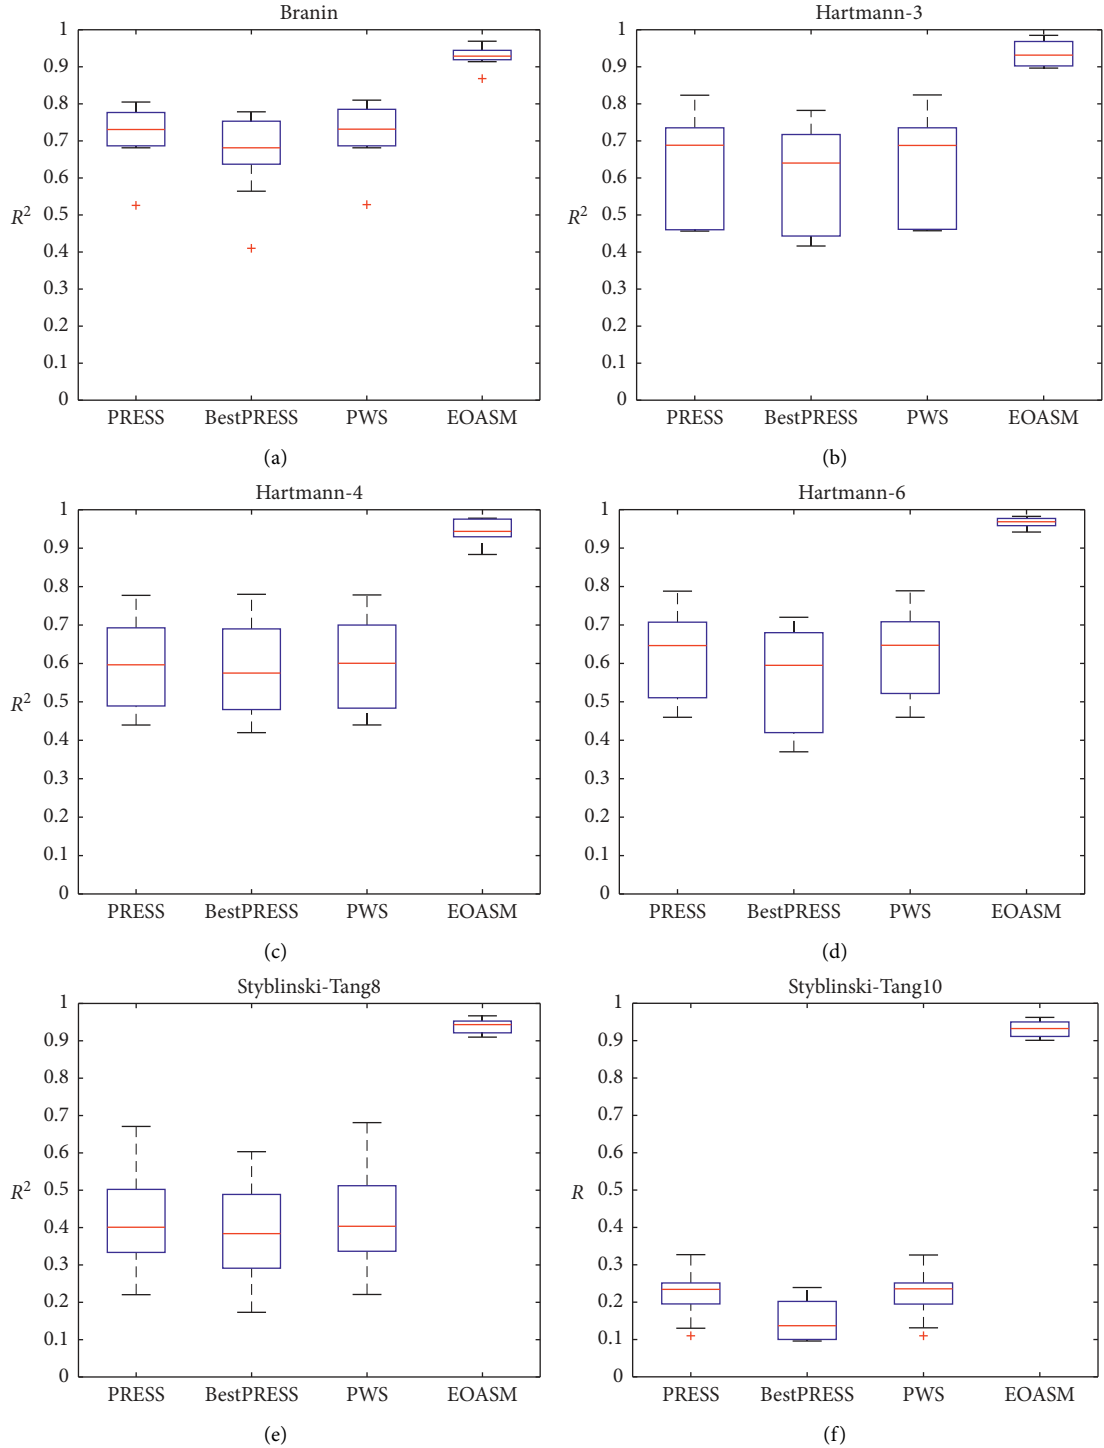 Branin
1
0.9
0.8
0.7
0.6
0.5
0.4
0.3
0.2
0.1
0
R²
PRESS BestPRESS PWS EOASM
(a)
Hartmann-3
1
0.9
0.8
0.7
0.6
0.5
0.4
0.3
0.2
0.1
0
R²
PRESS BestPRESS PWS EOASM
(b)
Hartmann-4
1
0.9
0.8
0.7
0.6
0.5
0.4
0.3
0.2
0.1
0
R²
PRESS BestPRESS PWS EOASM
(c)
Hartmann-6
1
0.9
0.8
0.7
0.6
0.5
0.4
0.3
0.2
0.1
0
PRESS BestPRESS PWS EOASM
(d)
Styblinski-Tang8
1
0.9
0.8
0.7
0.6
0.5
0.4
0.3
0.2
0.1
0
R²
PRESS BestPRESS PWS EOASM
(e)
Styblinski-Tang10
1
0.9
0.8
0.7
0.6
0.5
0.4
0.3
0.2
0.1
0
R
PRESS BestPRESS PWS EOASM
(f)